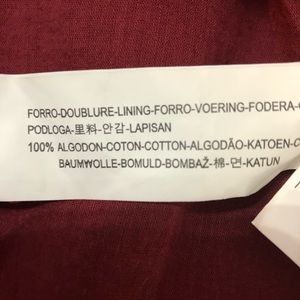 FORRO-DOUBLURE-LINING-FORRO-VOERING-FODERA-
PODLOGA-里料-안감-LAPISAN
100% ALGODON-COTON-COTTON-ALGODÃO-KATOEN-C
BAUMWOLLE-BOMULD-BOMBAŽ-棉-면-KATUN